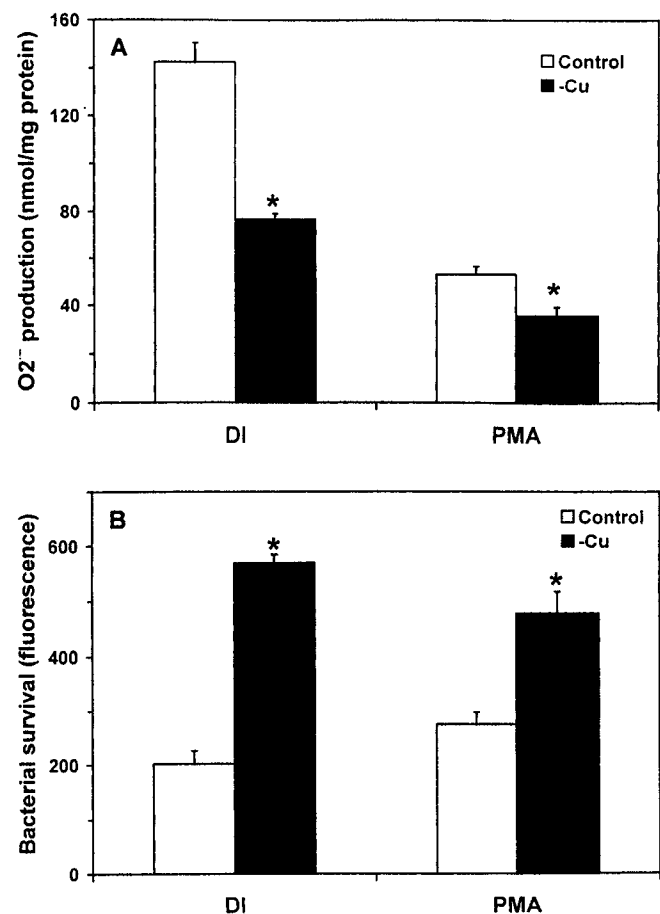 A
Control
-Cu
O2⁻ production (nmol/mg protein)
160
120
80
40
0
*
*
DI
PMA
B
Control
-Cu
Bacterial survival (fluorescence)
600
400
200
0
*
*
DI
PMA